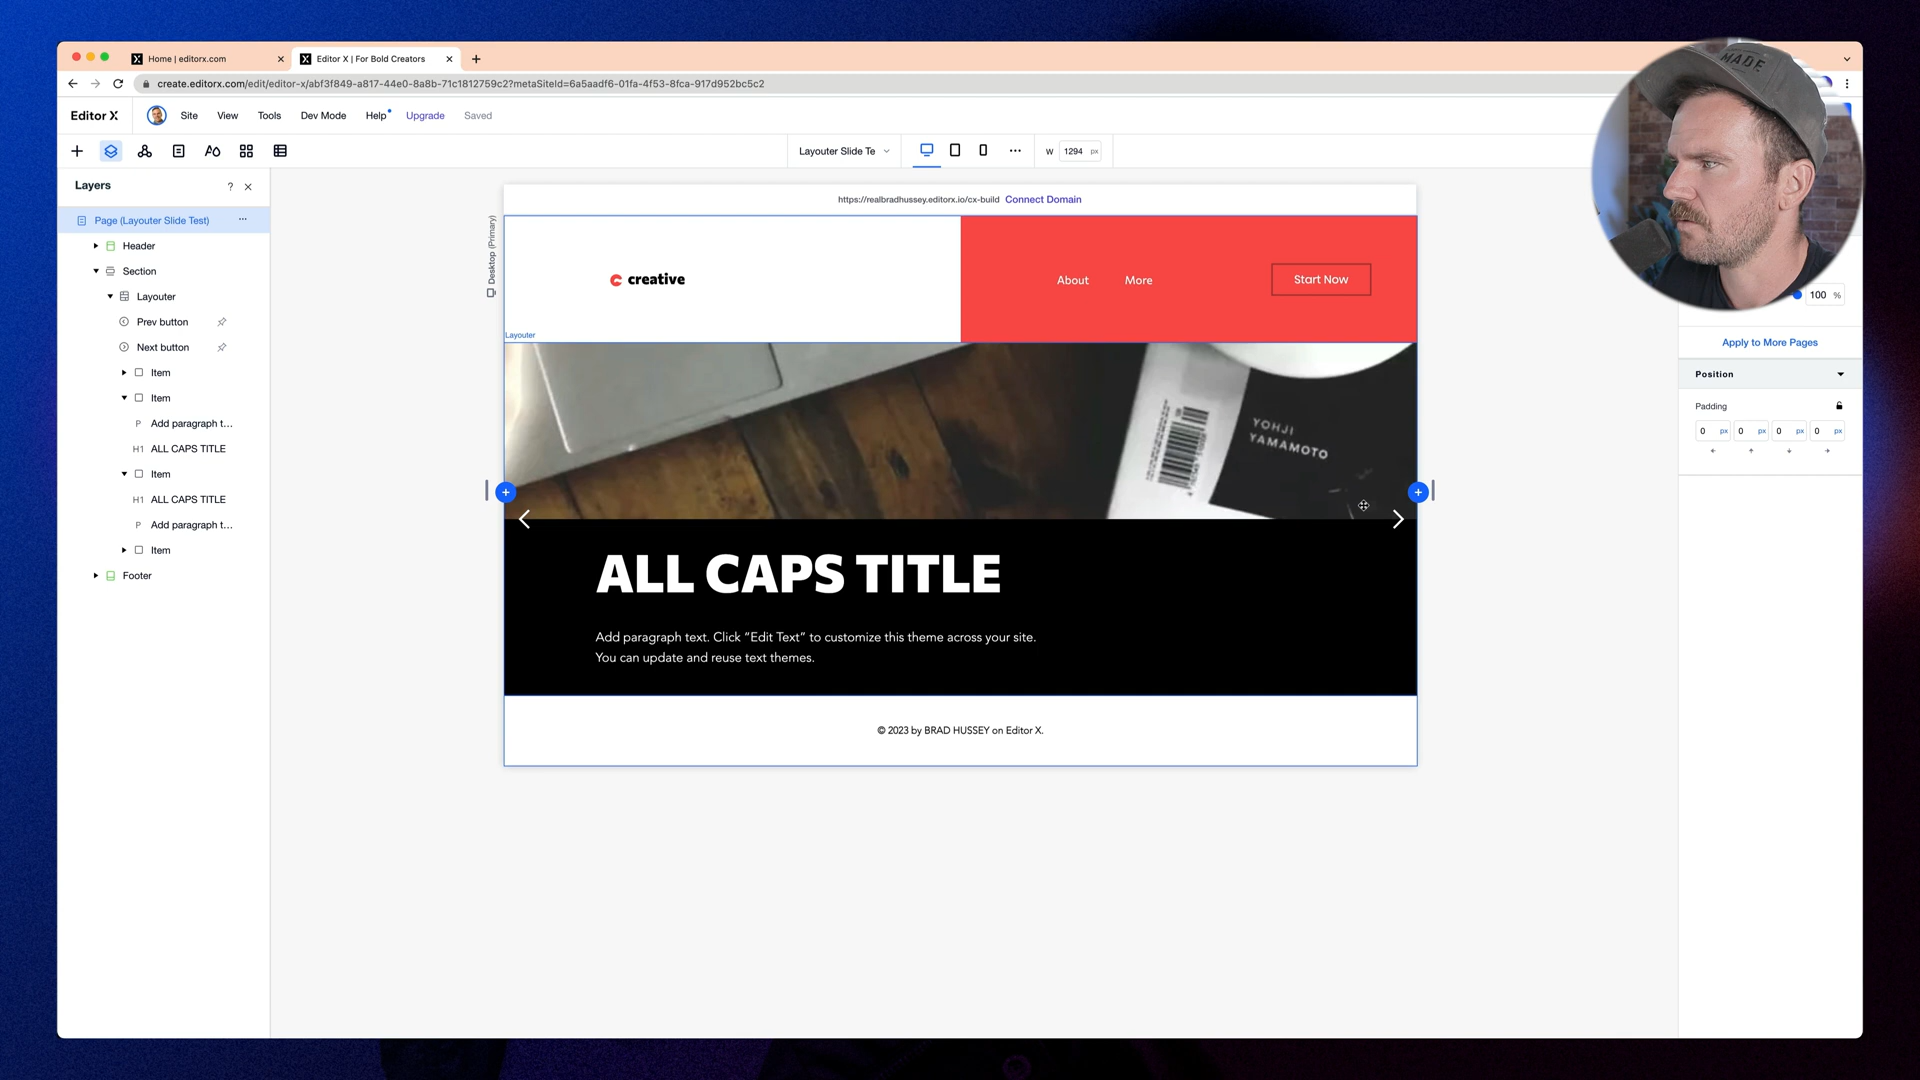 Home | editorx.com
Editor X | For Bold Creators
create.editorx.com/edit/editor-x/abf3f849-a817-44e0-8a8b-71c1812759c2?metaSiteId=6a5aadf6-01fa-4f53-8fca-917d952bc5c2
Editor X
Site
View
Tools
Dev Mode
Help
Upgrade
Saved
Layouter Slide Te
W 1294 px
MADE
Layers
?
Page (Layouter Slide Test)
Header
Section
Layouter
Prev button
Next button
Item
Item
P Add paragraph t...
H1 ALL CAPS TITLE
Item
H1 ALL CAPS TITLE
P Add paragraph t...
Item
Footer
Desktop (Primary)
https://realbradhussey.editorx.io/cx-build Connect Domain
creative
About
More
Start Now
Layouter
YOHJI
YAMAMOTO
ALL CAPS TITLE
Add paragraph text. Click “Edit Text” to customize this theme across your site.
You can update and reuse text themes.
© 2023 by BRAD HUSSEY on Editor X.
100 %
Apply to More Pages
Position
Padding
0 px 0 px 0 px 0 px